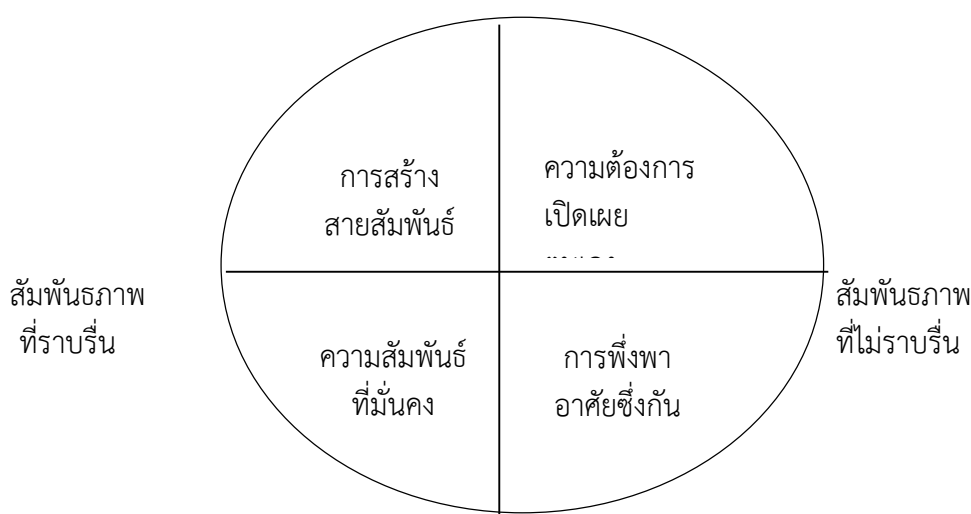 การสร้าง
สายสัมพันธ์
ความต้องการ
เปิดเผย
สัมพันธภาพ
ที่ราบรื่น
สัมพันธภาพ
ที่ไม่ราบรื่น
ความสัมพันธ์
ที่มั่นคง
การพึ่งพา
อาศัยซึ่งกัน